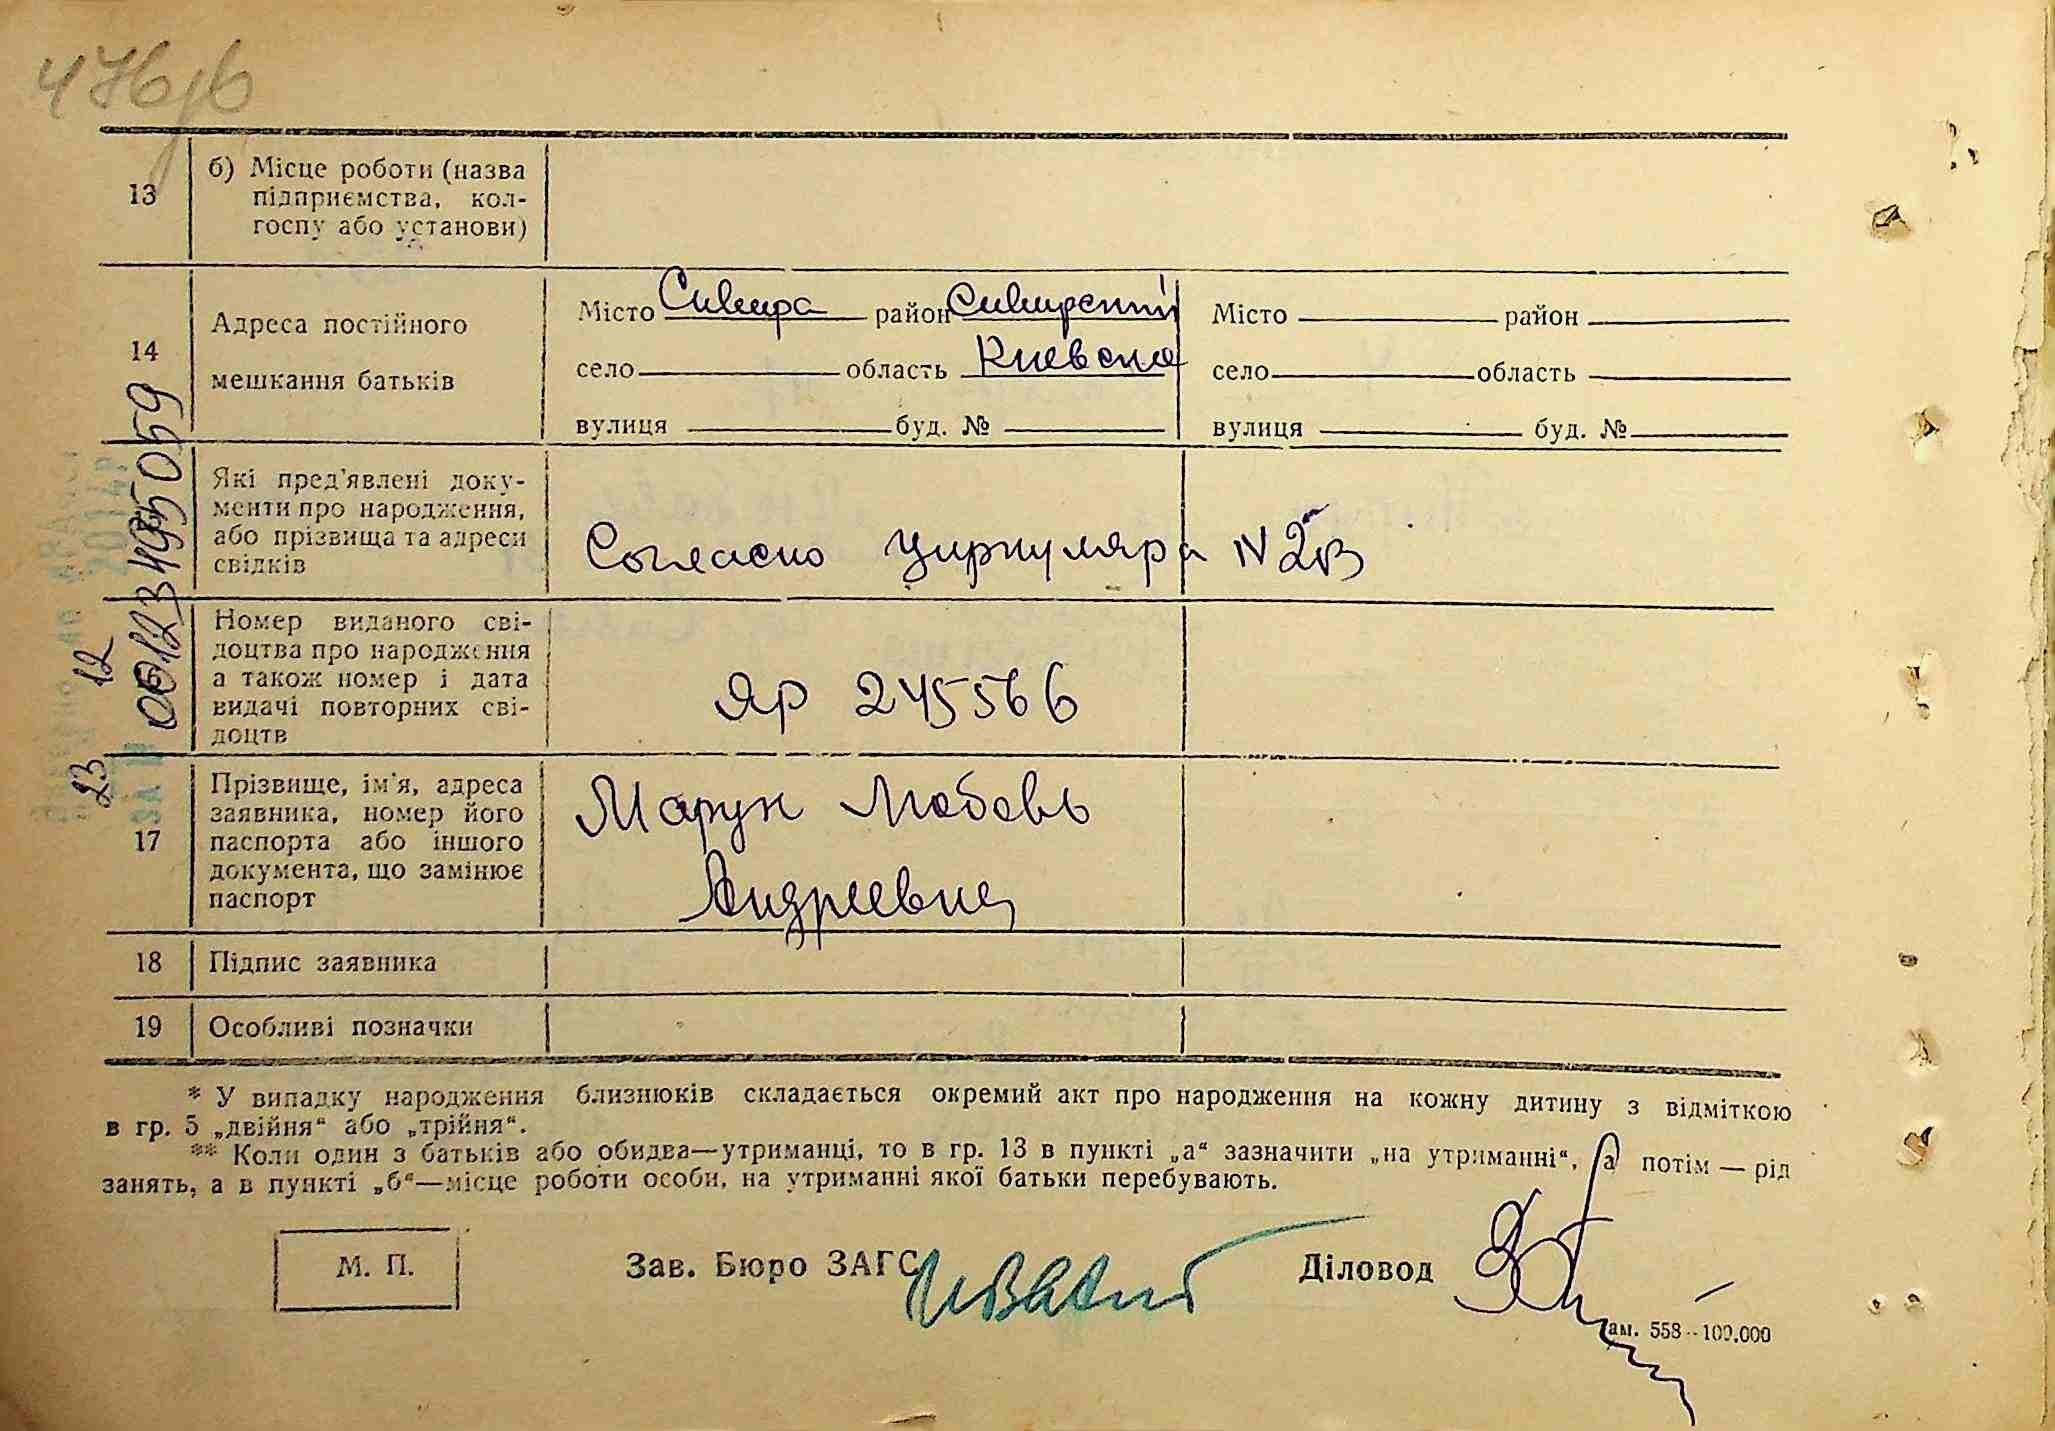 476
13
б) Місце роботи (назва
підприємства, кол-
госпу або установи)
14
Адреса постійного
мешкання батьків
Місто Сквира район Сквирский
село область Киевская
вулиця буд. №
Місто район
село область
вулиця буд. №
Які пред'явлені доку-
менти про народження,
або прізвища та адреси
свідків
Согласно циркуляра N
Номер виданого сві-
доцтва про народження
а також номер і дата
видачі повторних сві-
доцтв
ЯР 245566
17
Прізвище, ім'я, адреса
заявника, номер його
паспорта або іншого
документа, що замінює
паспорт
Марук Любовь
Андреевна
18
Підпис заявника
19
Особливі позначки
00123495059
12
23
* У випадку народження близнюків складається окремий акт про народження на кожну дитину з відміткою
в гр. 5 „двійня“ або „трійня“.
** Коли один з батьків або обидва—утриманці, то в гр. 13 в пункті „а“ зазначити „на утриманні“, а потім — рід
занять, а в пункті „б“—місце роботи особи, на утриманні якої батьки перебувають.
М. П.
Зав. Бюро ЗАГС
Діловод
Зам. 558--100.000